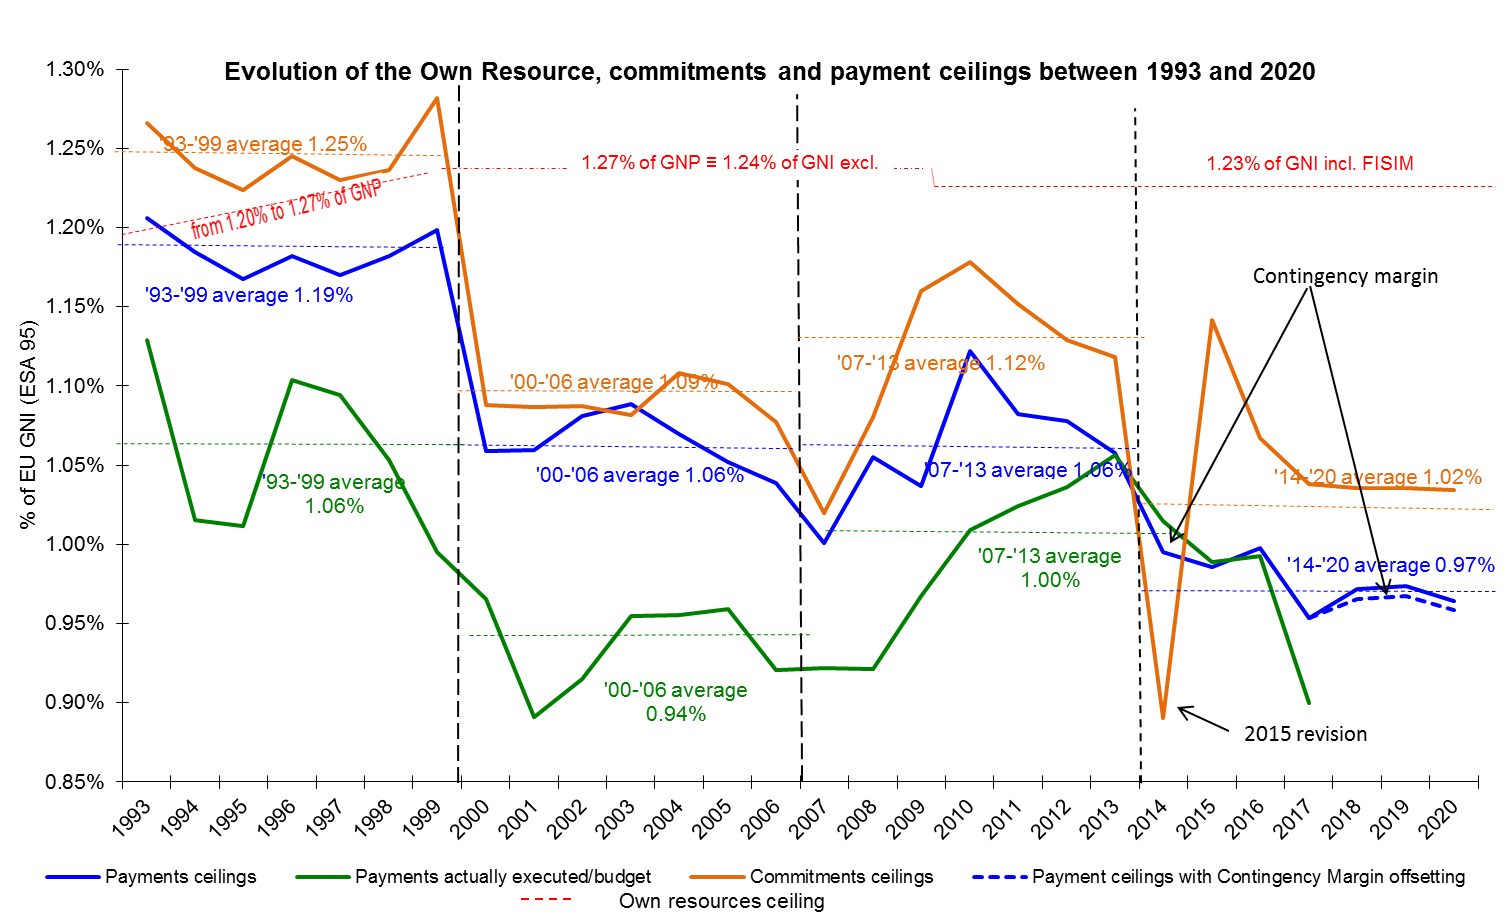 Evolution of the Own Resource, commitments and payment ceilings between 1993 and 2020
% of EU GNI (ESA 95)
1.30%
1.25%
1.20%
1.15%
1.10%
1.05%
1.00%
0.95%
0.90%
0.85%
'93-'99 average 1.25%
from 1.20% to 1.27% of GNP
'93-'99 average 1.19%
'93-'99 average
1.06%
1.27% of GNP ≡ 1.24% of GNI excl.
'00-'06 average 1.09%
'00-'06 average 1.06%
'00-'06 average
0.94%
'07-'13 average 1.12%
'07-'13 average 1.06%
'07-'13 average
1.00%
1.23% of GNI incl. FISIM
Contingency margin
'14-'20 average 1.02%
'14-'20 average 0.97%
2015 revision
1993 1994 1995 1996 1997 1998 1999 2000 2001 2002 2003 2004 2005 2006 2007 2008 2009 2010 2011 2012 2013 2014 2015 2016 2017 2018 2019 2020
Payments ceilings Payments actually executed/budget Commitments ceilings Payment ceilings with Contingency Margin offsetting
Own resources ceiling